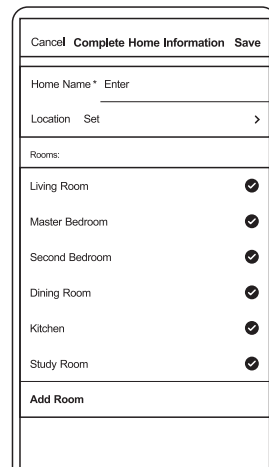 Cancel Complete Home Information Save
Home Name* Enter
Location Set
Rooms:
Living Room
Master Bedroom
Second Bedroom
Dining Room
Kitchen
Study Room
Add Room